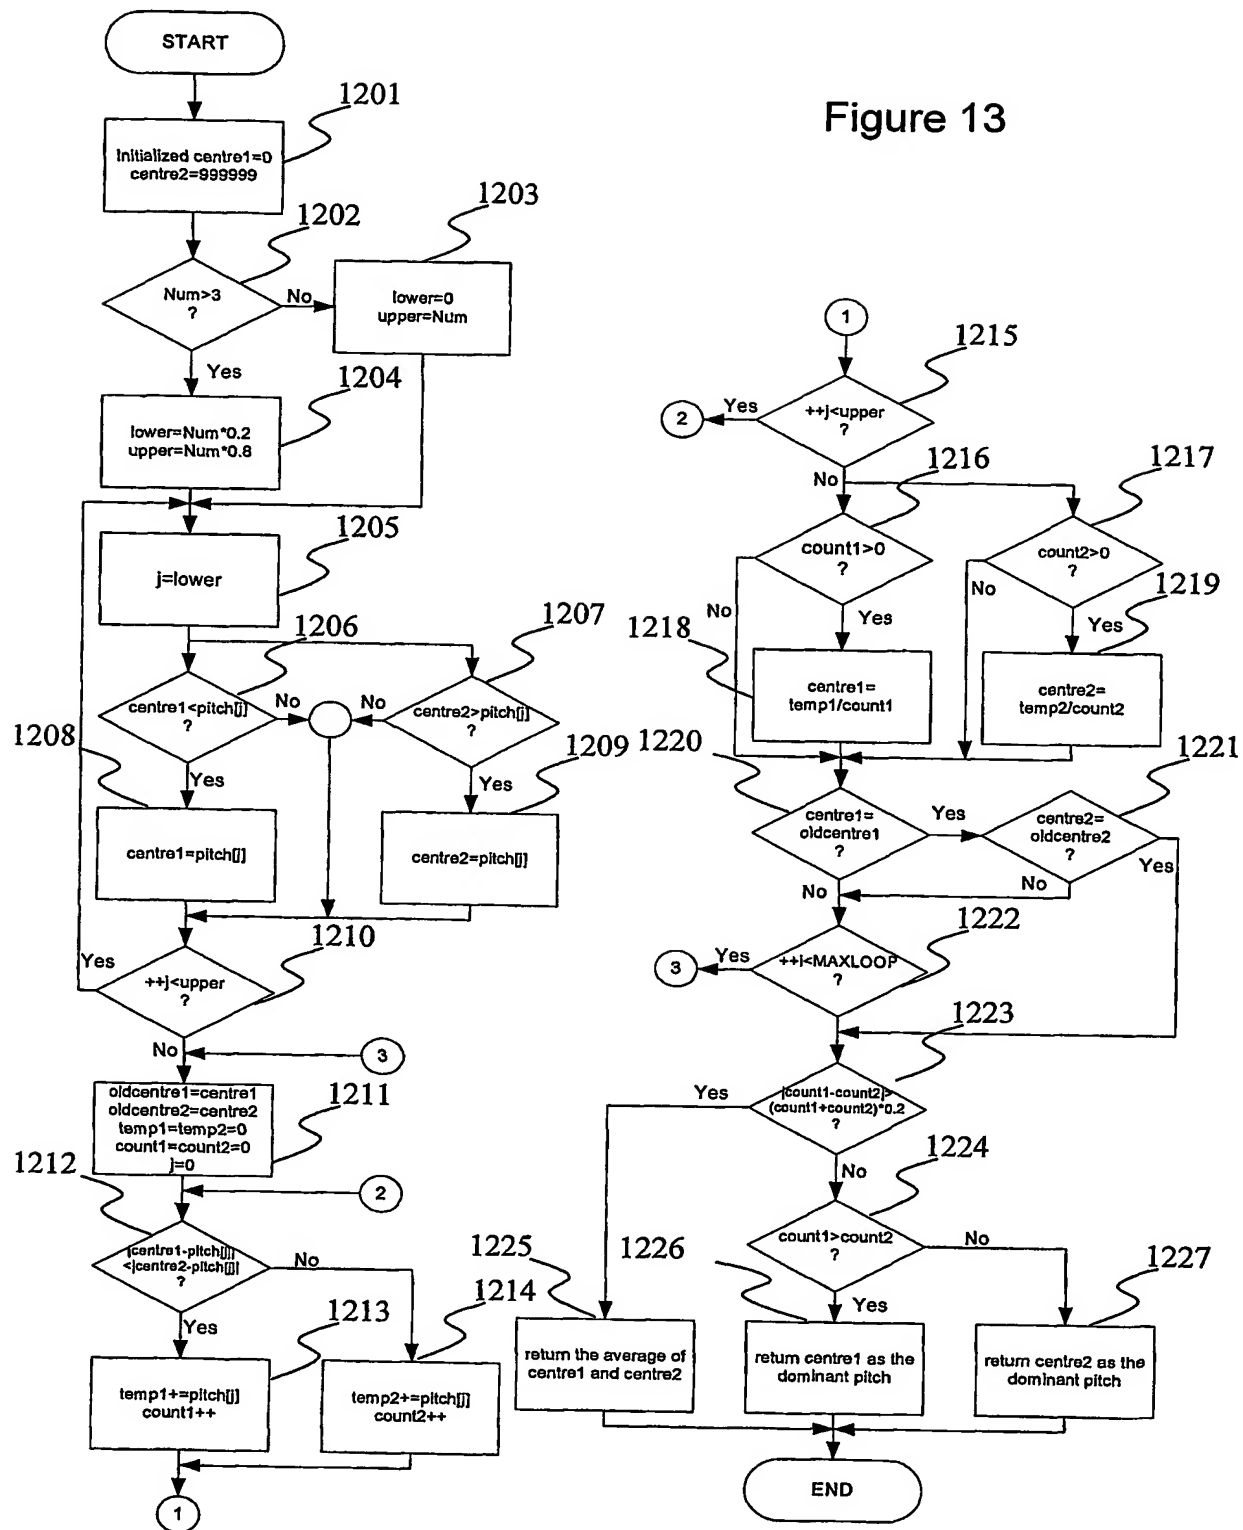 START
Figure 13
1201
Initialized centre1=0
centre2=999999
1202
1203
Num>3
?
No
lower=0
upper=Num
Yes
1204
lower=Num*0.2
upper=Num*0.8
1205
j=lower
1206
1207
centre1<pitch[j]
?
No
No
centre2>pitch[j]
?
1208
Yes
Yes
1209
centre1=pitch[j]
centre2=pitch[j]
1210
Yes
++j<upper
?
No
3
oldcentre1=centre1
oldcentre2=centre2
temp1=temp2=0
count1=count2=0
j=0
1211
1212
2
|centre1-pitch[j]|
<|centre2-pitch[j]|
?
No
Yes
1213
1214
temp1+=pitch[j]
count1++
temp2+=pitch[j]
count2++
1
1
1215
2
Yes
++j<upper
?
No
1216
1217
count1>0
?
count2>0
?
No
Yes
No
Yes
1218
1219
centre1=
temp1/count1
centre2=
temp2/count2
1220
1221
centre1=
oldcentre1
?
Yes
centre2=
oldcentre2
?
Yes
No
No
1222
3
Yes
++i<MAXLOOP
?
1223
Yes
|count1-count2|>
(count1+count2)*0.2
?
No
1224
count1>count2
?
No
1225
1226
Yes
1227
return the average of
centre1 and centre2
return centre1 as the
dominant pitch
return centre2 as the
dominant pitch
END